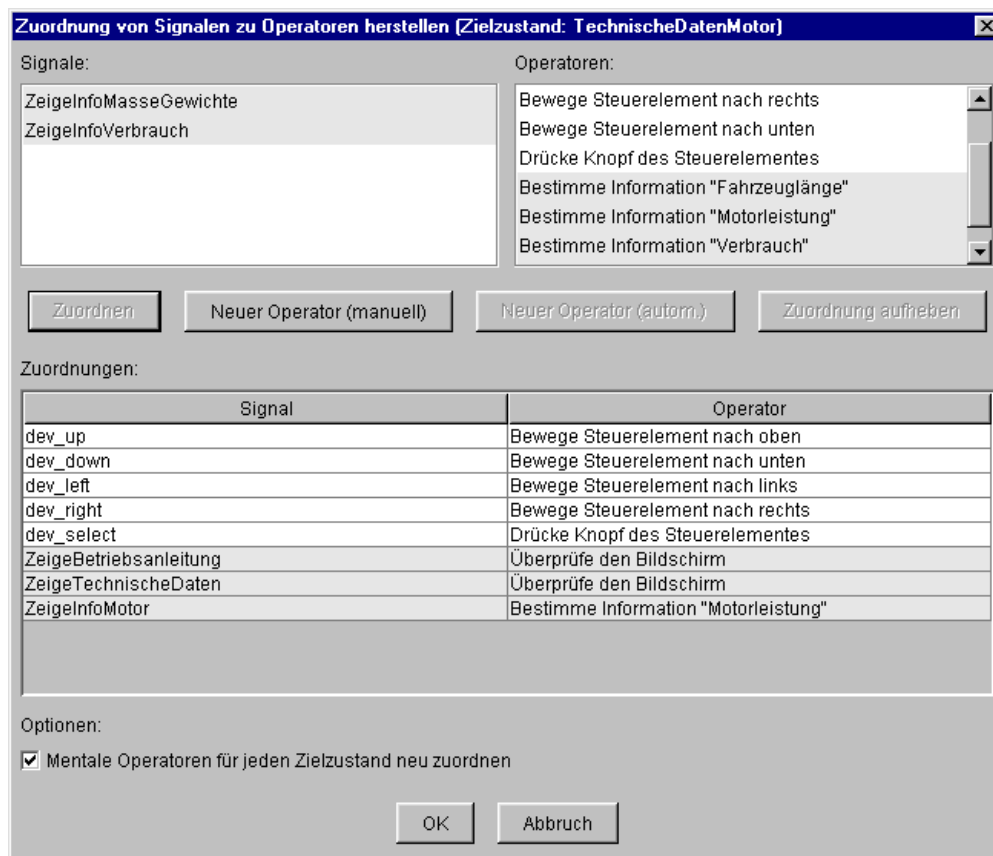 Zuordnung von Signalen zu Operatoren herstellen (Zielzustand: TechnischeDatenMotor)
Signale:
Operatoren:
ZeigeInfoMasseGewichte
ZeigeInfoVerbrauch
Bewege Steuerelement nach rechts
Bewege Steuerelement nach unten
Drücke Knopf des Steuerelementes
Bestimme Information "Fahrzeuglänge"
Bestimme Information "Motorleistung"
Bestimme Information "Verbrauch"
Zuordnen
Neuer Operator (manuell)
Neuer Operator (autom.)
Zuordnung aufheben
Zuordnungen:
Signal Operator
dev_up Bewege Steuerelement nach oben
dev_down Bewege Steuerelement nach unten
dev_left Bewege Steuerelement nach links
dev_right Bewege Steuerelement nach rechts
dev_select Drücke Knopf des Steuerelementes
ZeigeBetriebsanleitung Überprüfe den Bildschirm
ZeigeTechnischeDaten Überprüfe den Bildschirm
ZeigeInfoMotor Bestimme Information "Motorleistung"
Optionen:
Mentale Operatoren für jeden Zielzustand neu zuordnen
OK
Abbruch